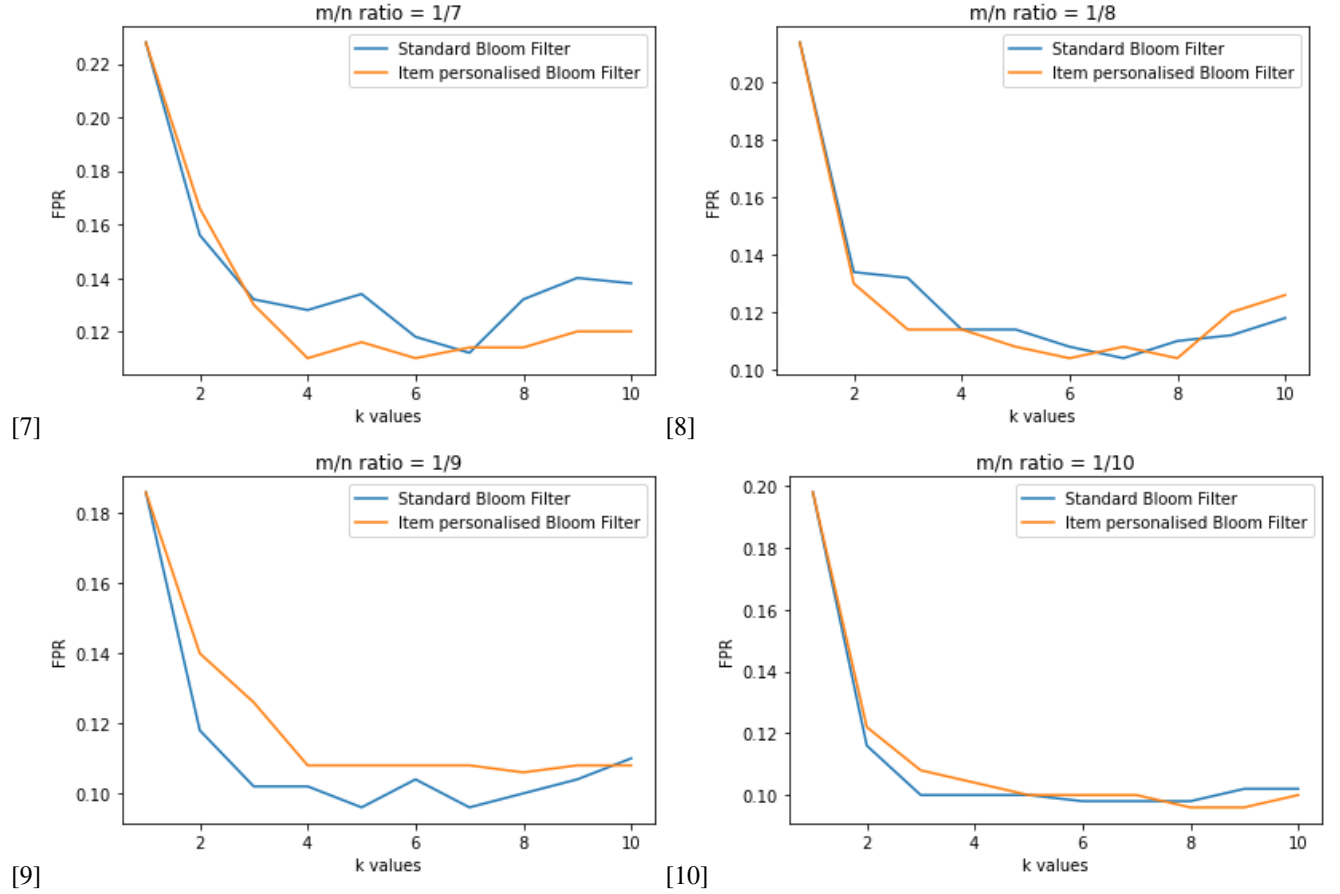 m/n ratio = 1/7
Standard Bloom Filter
Item personalised Bloom Filter
FPR
0.22
0.20
0.18
0.16
0.14
0.12
2 4 6 8 10
k values
[7]
m/n ratio = 1/8
Standard Bloom Filter
Item personalised Bloom Filter
FPR
0.20
0.18
0.16
0.14
0.12
0.10
2 4 6 8 10
k values
[8]
m/n ratio = 1/9
Standard Bloom Filter
Item personalised Bloom Filter
FPR
0.18
0.16
0.14
0.12
0.10
2 4 6 8 10
k values
[9]
m/n ratio = 1/10
Standard Bloom Filter
Item personalised Bloom Filter
FPR
0.20
0.18
0.16
0.14
0.12
0.10
2 4 6 8 10
k values
[10]